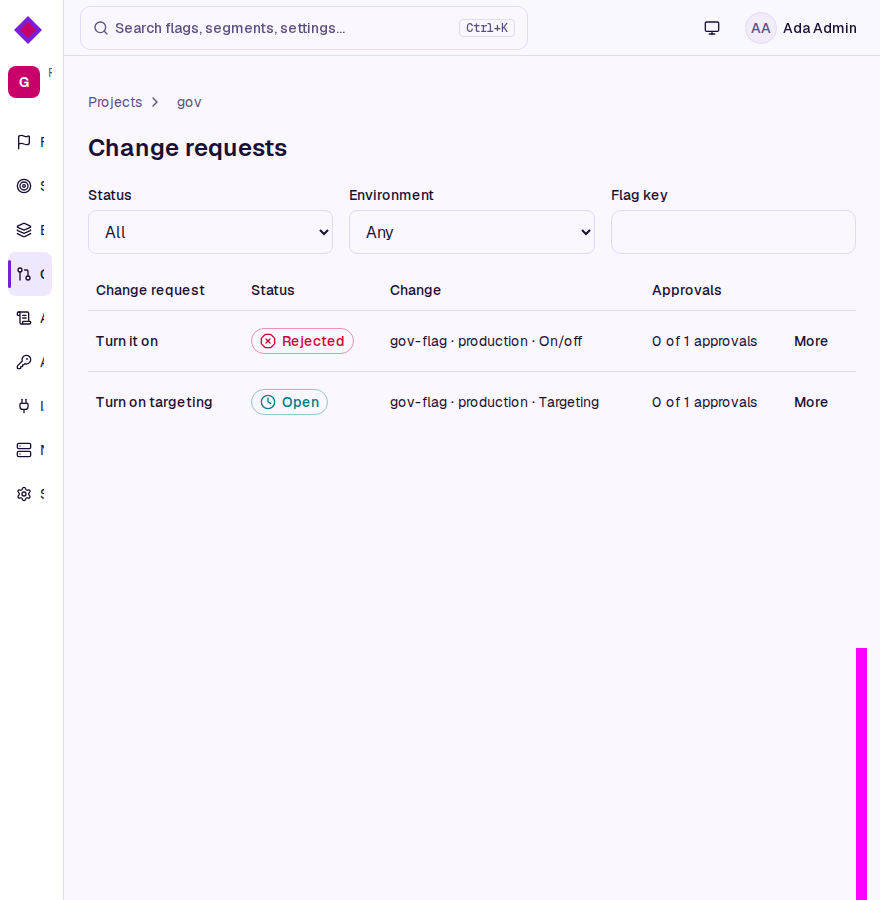 Search flags, segments, settings... Ctrl+K
AA Ada Admin
G
Projects > gov
Change requests
Status Environment Flag key
All Any
Change request Status Change Approvals
Turn it on Rejected gov-flag · production · On/off 0 of 1 approvals More
Turn on targeting Open gov-flag · production · Targeting 0 of 1 approvals More